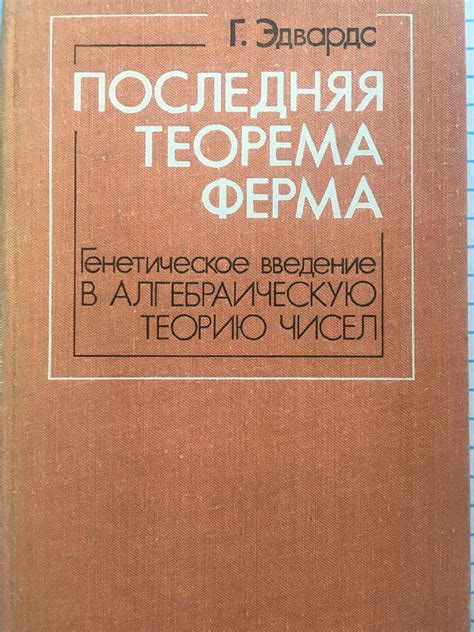 Г. Эдвардс
ПОСЛЕДНЯЯ
ТЕОРЕМА
ФЕРМА
Генетическое введение
В АЛГЕБРАИЧЕСКУЮ
ТЕОРИЮ ЧИСЕЛ